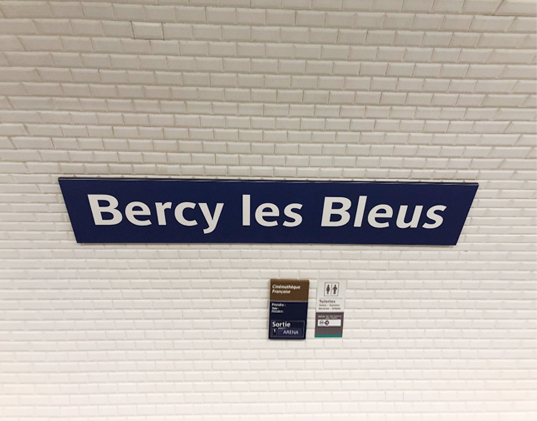 Bercy les Bleus
Cinémathèque
Française
Sortie
ARENA
Toilettes